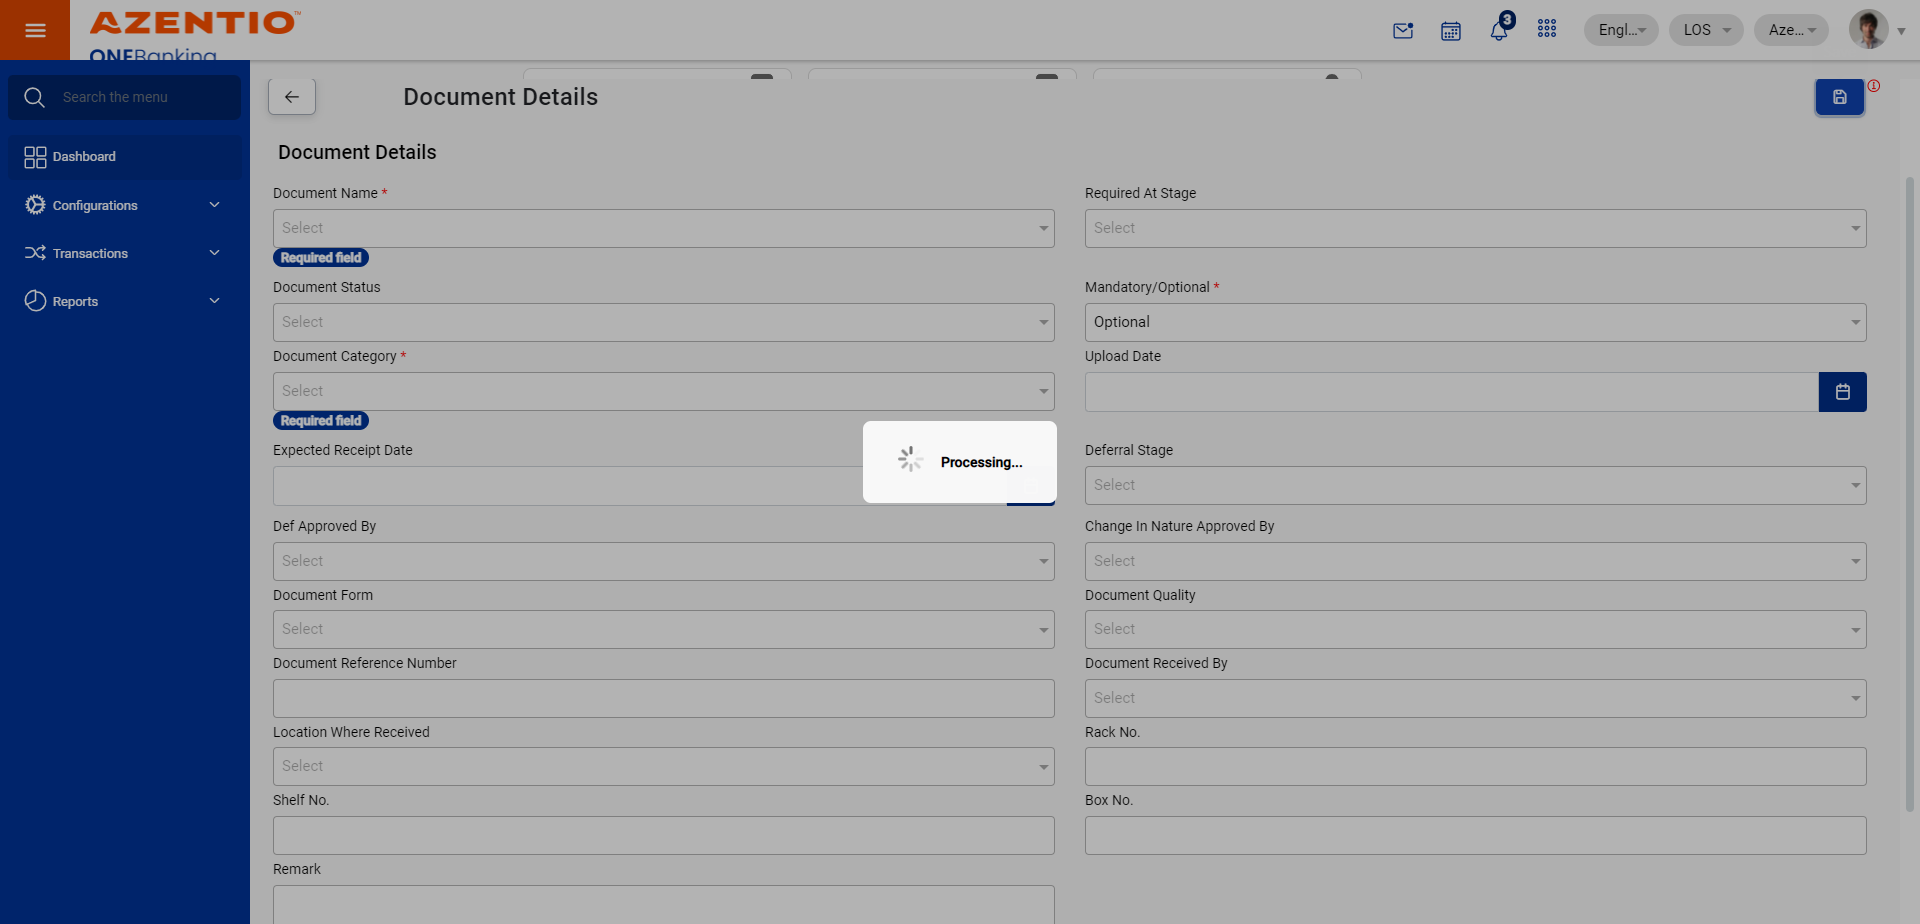 AZENTIO™
ONEBanking
3
Engl...
LOS
Aze...
Search the menu
Dashboard
Configurations
Transactions
Reports
Document Details
Document Details
Document Name *
Select
Required field
Required At Stage
Select
Document Status
Select
Mandatory/Optional *
Optional
Document Category *
Select
Required field
Upload Date
Expected Receipt Date
Processing...
Deferral Stage
Select
Def Approved By
Select
Change In Nature Approved By
Select
Document Form
Select
Document Quality
Select
Document Reference Number
Document Received By
Select
Location Where Received
Select
Rack No.
Shelf No.
Box No.
Remark